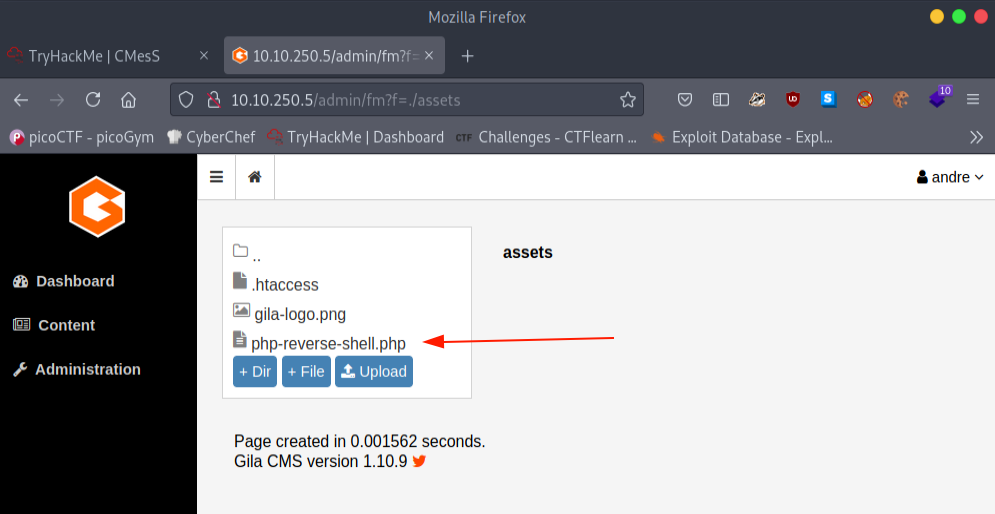 Mozilla Firefox
TryHackMe | CMesS
10.10.250.5/admin/fm?f=
10.10.250.5/admin/fm?f=./assets
10
picoCTF - picoGym
CyberChef
TryHackMe | Dashboard
CTF Challenges - CTFlearn ...
Exploit Database - Expl...
andre
Dashboard
Content
Administration
..
.htaccess
gila-logo.png
php-reverse-shell.php
+ Dir
+ File
Upload
assets
Page created in 0.001562 seconds.
Gila CMS version 1.10.9